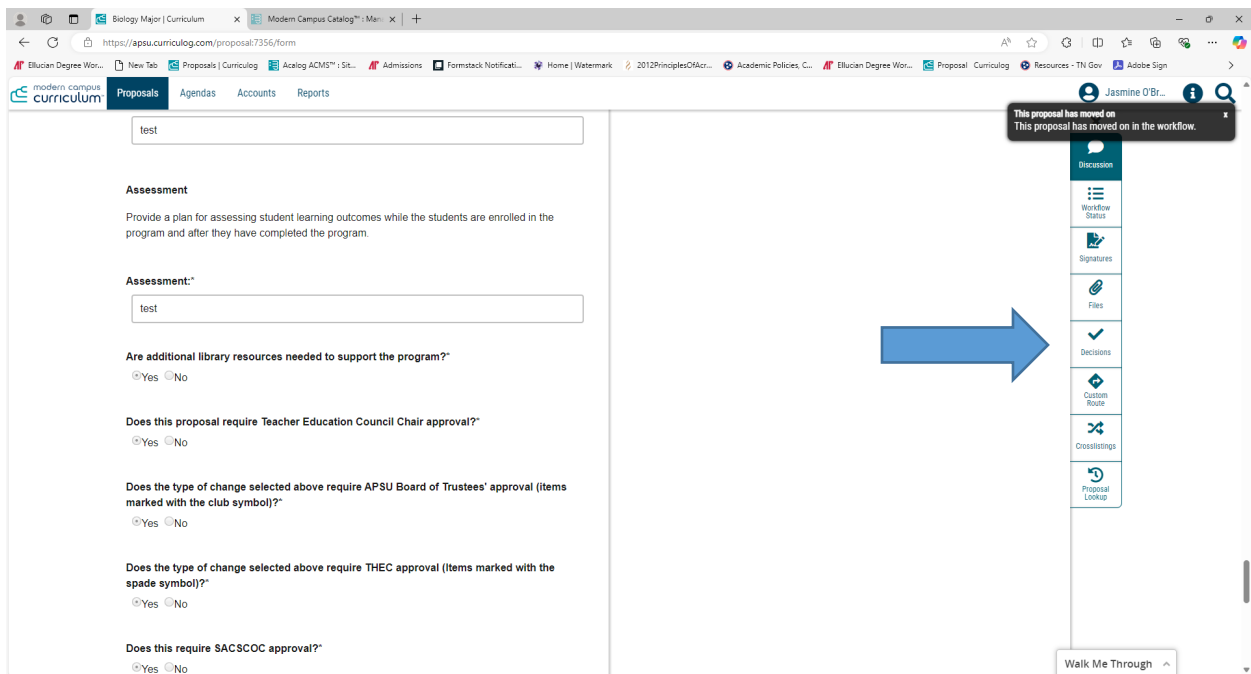 Biology Major | Curriculum
Modern Campus Catalog™ : Man
https://apsu.curriculog.com/proposal:7356/form
Ellucian Degree Wor...
New Tab
Proposals | Curriculog
Acalog ACMS™ : Sit...
Admissions
Formstack Notificati...
Home | Watermark
2012PrinciplesOfAcr...
Academic Policies, C...
Ellucian Degree Wor...
Proposal Curriculog
Resources - TN Gov
Adobe Sign
modern campus
curriculum
Proposals
Agendas
Accounts
Reports
Jasmine O'Br...
This proposal has moved on
x
This proposal has moved on in the workflow.
test
Assessment
Provide a plan for assessing student learning outcomes while the students are enrolled in the
program and after they have completed the program.
Assessment:*
test
Are additional library resources needed to support the program?*
Yes No
Does this proposal require Teacher Education Council Chair approval?*
Yes No
Does the type of change selected above require APSU Board of Trustees' approval (items
marked with the club symbol)?*
Yes No
Does the type of change selected above require THEC approval (Items marked with the
spade symbol)?*
Yes No
Does this require SACSCOC approval?*
Yes No
Discussion
Workflow
Status
Signatures
Files
Decisions
Custom
Route
Crosslistings
Proposal
Lookup
Walk Me Through